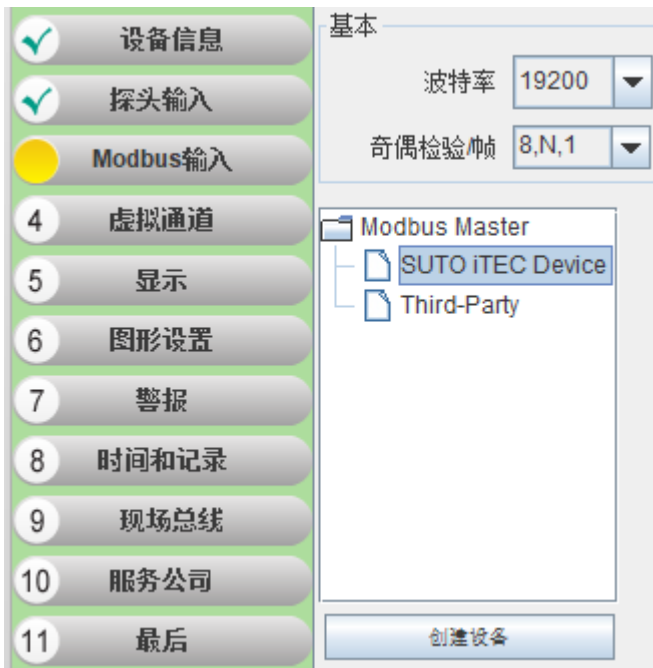 设备信息
探头输入
Modbus输入
4 虚拟通道
5 显示
6 图形设置
7 警报
8 时间和记录
9 现场总线
10 服务公司
11 最后
基本
波特率 19200
奇偶检验/帧 8,N,1
Modbus Master
SUTO iTEC Device
Third-Party
创建设备